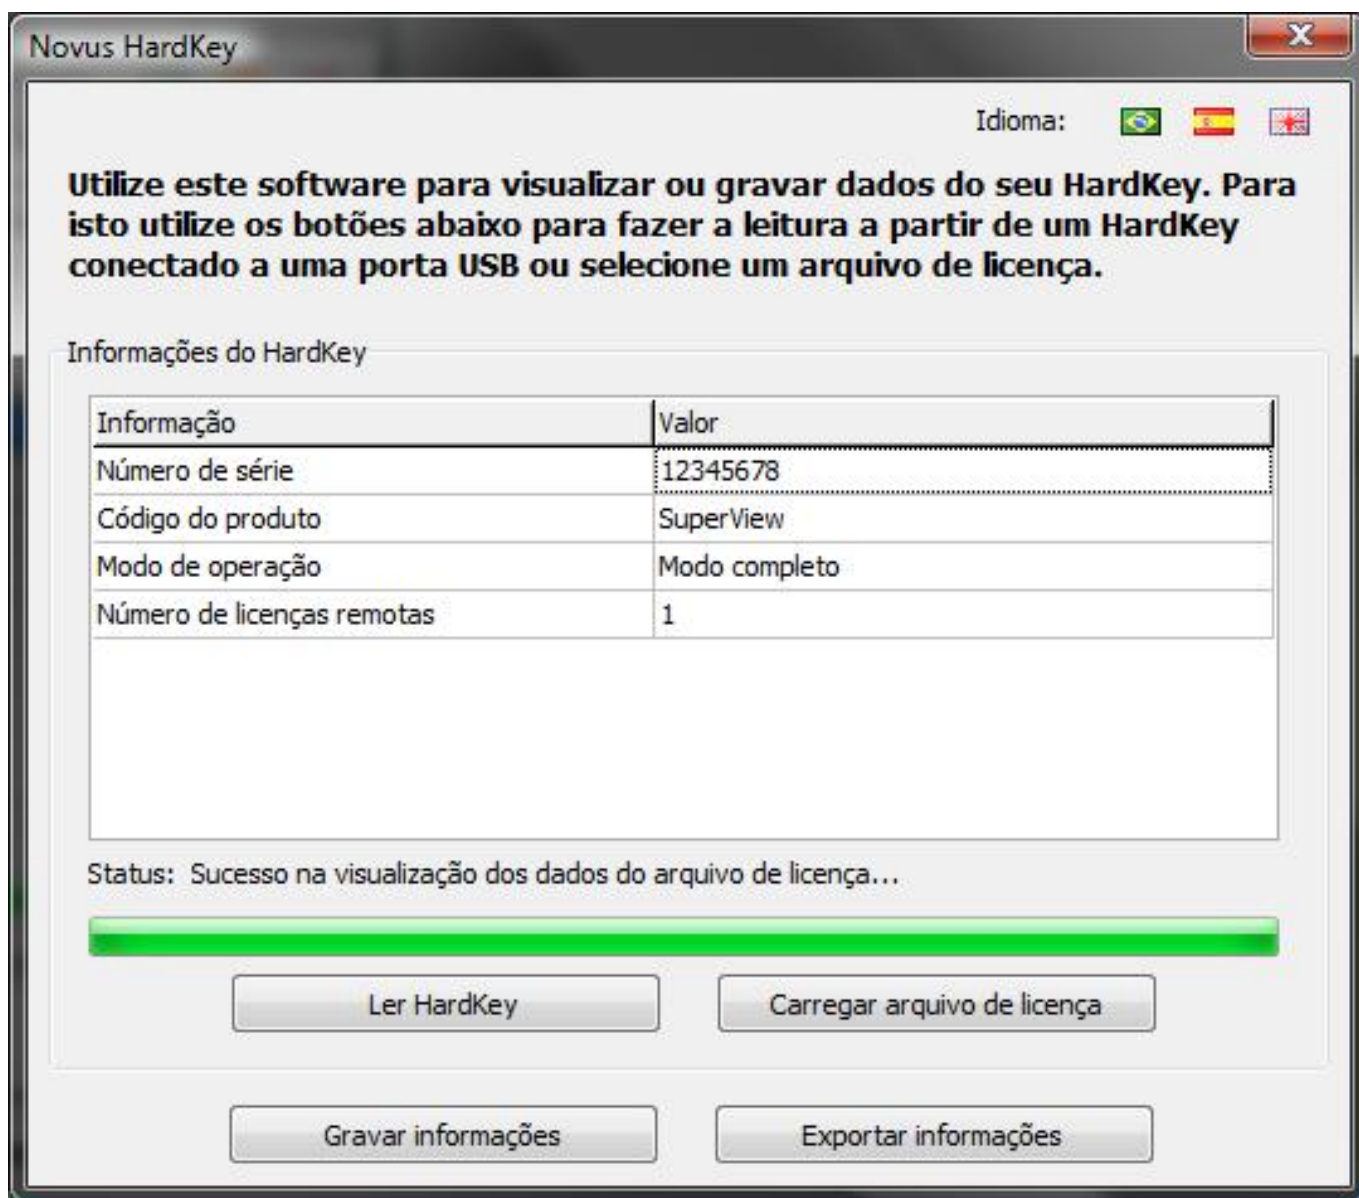 Novus HardKey
Idioma:
Utilize este software para visualizar ou gravar dados do seu HardKey. Para
isto utilize os botões abaixo para fazer a leitura a partir de um HardKey
conectado a uma porta USB ou selecione um arquivo de licença.
Informações do HardKey
Informação Valor
Número de série 12345678
Código do produto SuperView
Modo de operação Modo completo
Número de licenças remotas 1
Status: Sucesso na visualização dos dados do arquivo de licença...
Ler HardKey Carregar arquivo de licença
Gravar informações Exportar informações